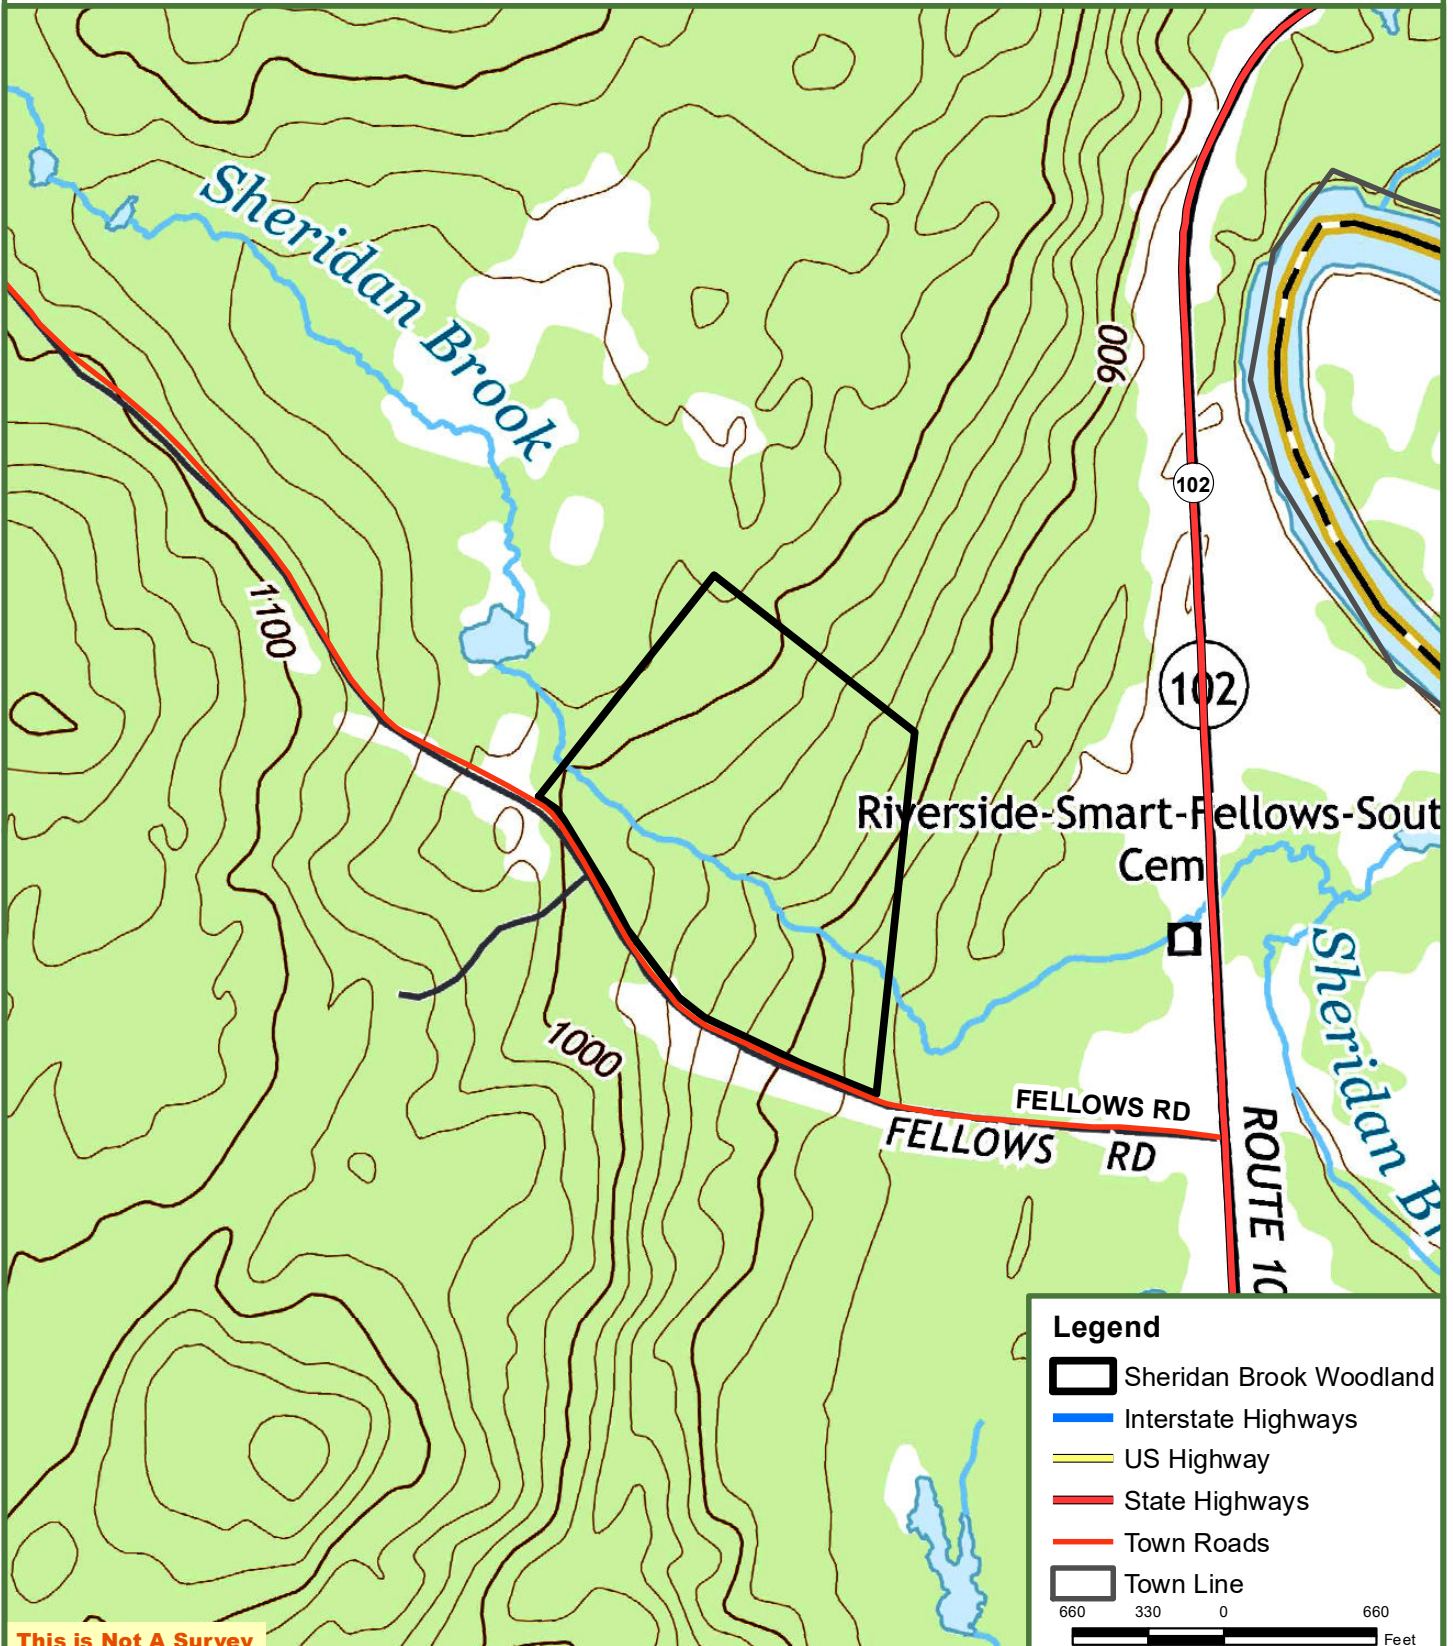 Sheridan Brook
900
102
1100
102
Riverside-Smart-Fellows-Sout
Cem
Sheridan Br
1000
FELLOWS RD
FELLOWS RD
ROUTE 10
Legend
Sheridan Brook Woodland
Interstate Highways
US Highway
State Highways
Town Roads
Town Line
660 330 0 660
Feet
This is Not A Survey